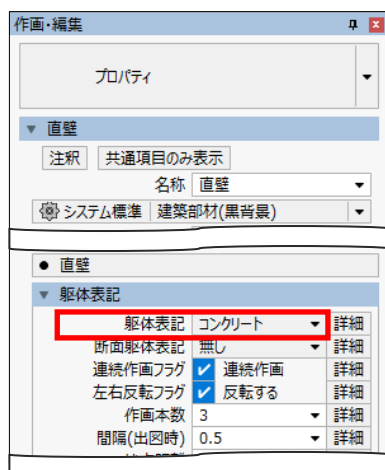 作画・編集
プロパティ
直壁
注釈 共通項目のみ表示
名称 直壁
システム標準 建築部材(黒背景)
直壁
躯体表記
躯体表記 コンクリート 詳細
断面躯体表記 無し 詳細
連続作画フラグ 連続作画 詳細
左右反転フラグ 反転する 詳細
作画本数 3 詳細
間隔(出図時) 0.5 詳細